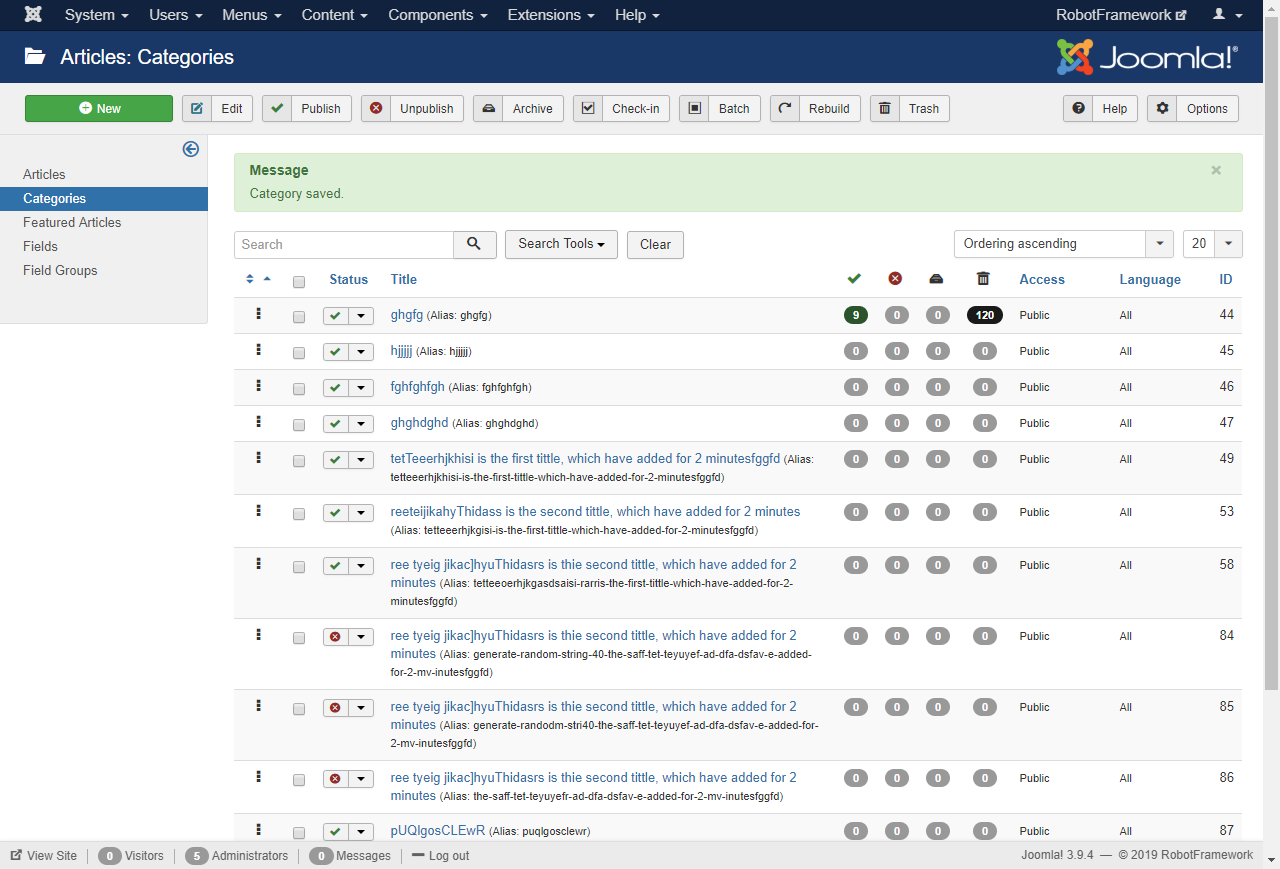 System Users Menus Content Components Extensions Help RobotFramework
Articles: Categories Joomla!®
New Edit Publish Unpublish Archive Check-in Batch Rebuild Trash Help Options
Articles
Categories
Featured Articles
Fields
Field Groups
Message ×
Category saved.
Search Search Tools Clear Ordering ascending 20
Status Title Access Language ID
ghgfg (Alias: ghgfg) 9 0 0 120 Public All 44
hjjjjj (Alias: hjjjjj) 0 0 0 0 Public All 45
fghfghfgh (Alias: fghfghfgh) 0 0 0 0 Public All 46
ghghdghd (Alias: ghghdghd) 0 0 0 0 Public All 47
tetTeeerhjkhisi is the first tittle, which have added for 2 minutesfggfd (Alias: 0 0 0 0 Public All 49
tetteeerhjkhisi-is-the-first-tittle-which-have-added-for-2-minutesfggfd)
reeteijikahyThidass is the second tittle, which have added for 2 minutes 0 0 0 0 Public All 53
(Alias: tetteeerhjkgisi-is-the-first-tittle-which-have-added-for-2-minutesfggfd)
ree tyeig jikac]hyuThidasrs is thie second tittle, which have added for 2 0 0 0 0 Public All 58
minutes (Alias: tetteeoerhjkgasdsaisi-rarris-the-first-tittle-which-have-added-for-2-
minutesfggfd)
ree tyeig jikac]hyuThidasrs is thie second tittle, which have added for 2 0 0 0 0 Public All 84
minutes (Alias: generate-random-string-40-the-saff-tet-teyuyef-ad-dfa-dsfav-e-added-
for-2-mv-inutesfggfd)
ree tyeig jikac]hyuThidasrs is thie second tittle, which have added for 2 0 0 0 0 Public All 85
minutes (Alias: generate-randodm-stri40-the-saff-tet-teyuyef-ad-dfa-dsfav-e-added-for-
2-mv-inutesfggfd)
ree tyeig jikac]hyuThidasrs is thie second tittle, which have added for 2 0 0 0 0 Public All 86
minutes (Alias: the-saff-tet-teyuyefr-ad-dfa-dsfav-e-added-for-2-mv-inutesfggfd)
pUQlgosCLEwR (Alias: puqlgosclewr) 0 0 0 0 Public All 87
View Site 0 Visitors 5 Administrators 0 Messages Log out Joomla! 3.9.4 — © 2019 RobotFramework